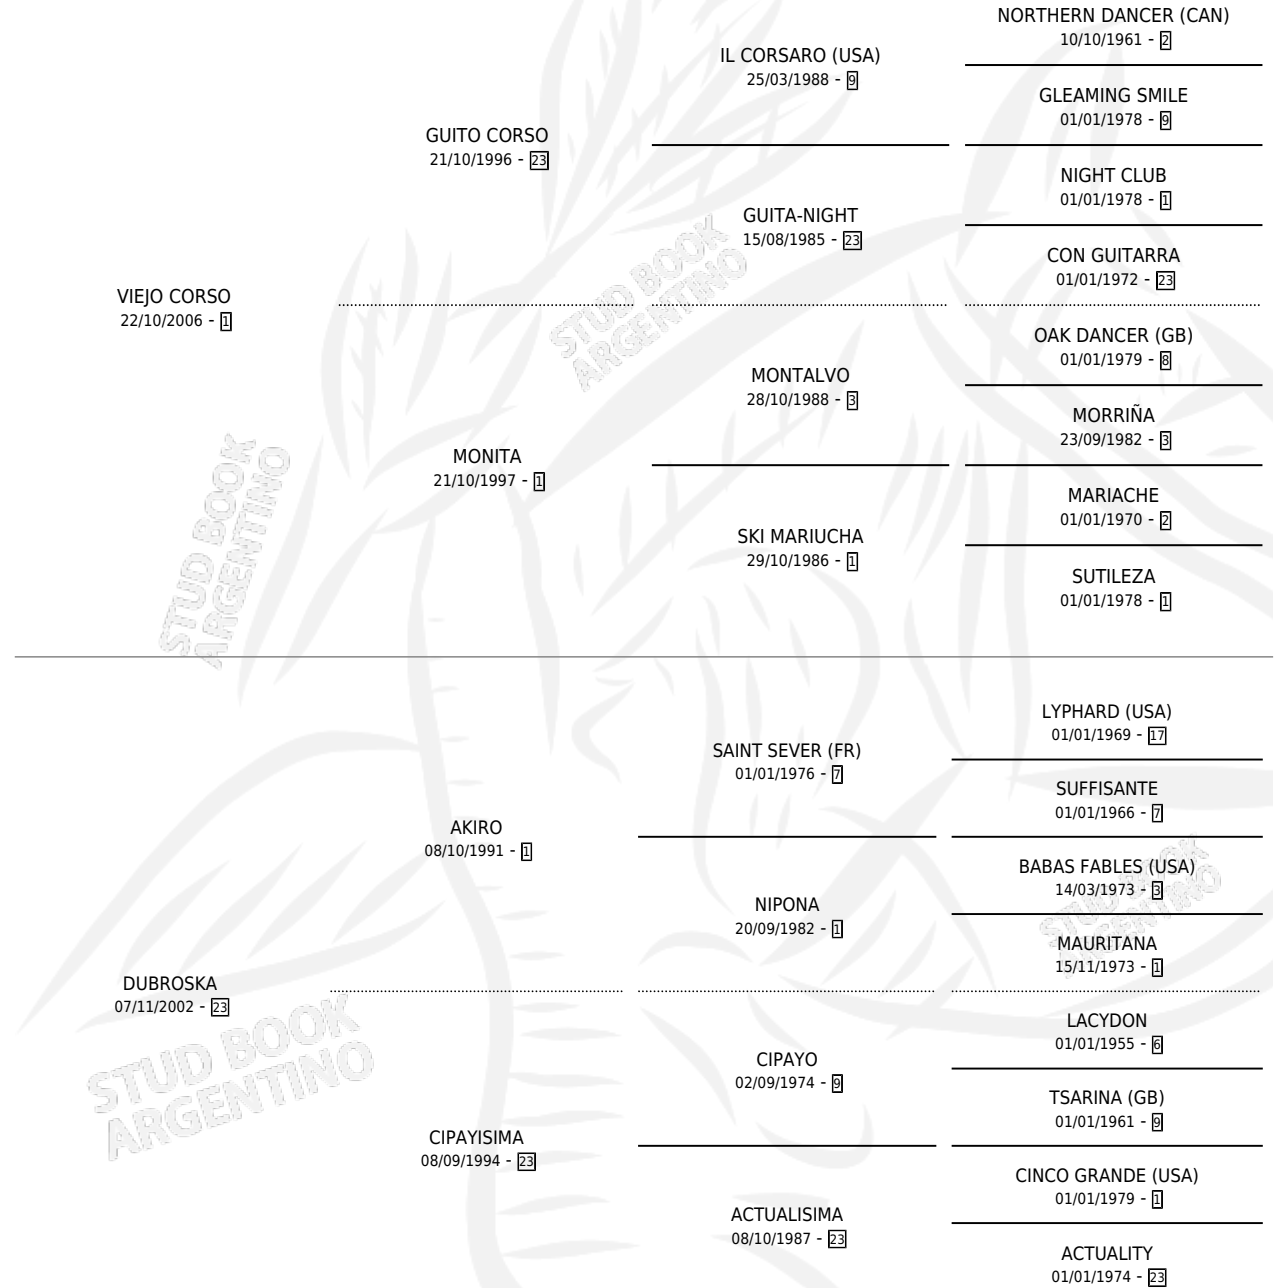 NORTHERN DANCER (CAN)
10/10/1961 - 2
IL CORSARO (USA)
25/03/1988 - 9
GLEAMING SMILE
01/01/1978 - 9
GUITO CORSO
21/10/1996 - 23
NIGHT CLUB
01/01/1978 - 1
GUITA-NIGHT
15/08/1985 - 23
CON GUITARRA
01/01/1972 - 23
VIEJO CORSO
22/10/2006 - 1
STUD BOOK
ARGENTINO
OAK DANCER (GB)
01/01/1979 - 8
MONTALVO
28/10/1988 - 3
MORRIÑA
23/09/1982 - 3
MONITA
21/10/1997 - 1
MARIACHE
01/01/1970 - 2
SKI MARIUCHA
29/10/1986 - 1
SUTILEZA
01/01/1978 - 1
STUD BOOK
ARGENTINO
LYPHARD (USA)
01/01/1969 - 17
SAINT SEVER (FR)
01/01/1976 - 7
SUFFISANTE
01/01/1966 - 7
AKIRO
08/10/1991 - 1
BABAS FABLES (USA)
14/03/1973 - 3
NIPONA
20/09/1982 - 1
MAURITANA
15/11/1973 - 1
STUD BOOK
ARGENTINO
DUBROSKA
07/11/2002 - 23
LACYDON
01/01/1955 - 6
CIPAYO
02/09/1974 - 9
TSARINA (GB)
01/01/1961 - 9
STUD BOOK
ARGENTINO
CIPAYISIMA
08/09/1994 - 23
CINCO GRANDE (USA)
01/01/1979 - 1
ACTUALISIMA
08/10/1987 - 23
ACTUALITY
01/01/1974 - 23